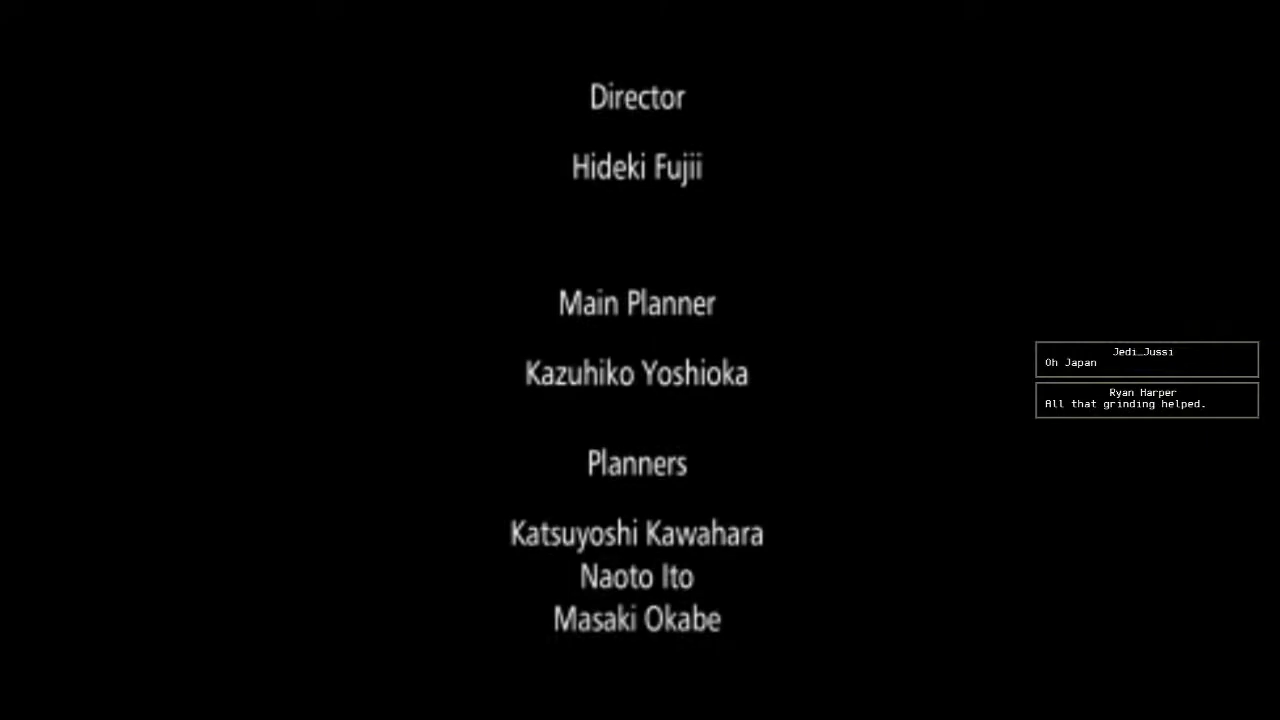 Director
Hideki Fujii
Main Planner
Kazuhiko Yoshioka
Planners
Katsuyoshi Kawahara
Naoto Ito
Masaki Okabe
Jedi_Jussi
Oh Japan
Ryan Harper
All that grinding helped.